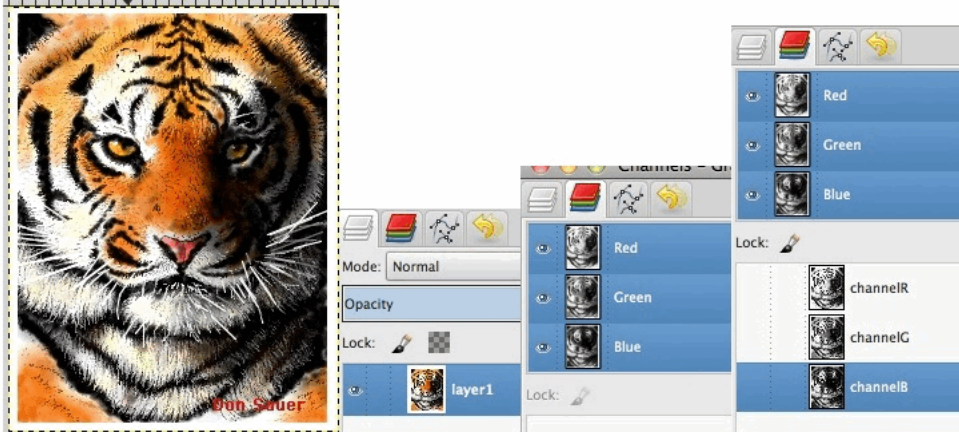 Don Sauer
Mode: Normal
Opacity
Lock:
layer1
Channels - Gr
Red
Green
Blue
Lock:
Red
Green
Blue
Lock:
channelR
channelG
channelB